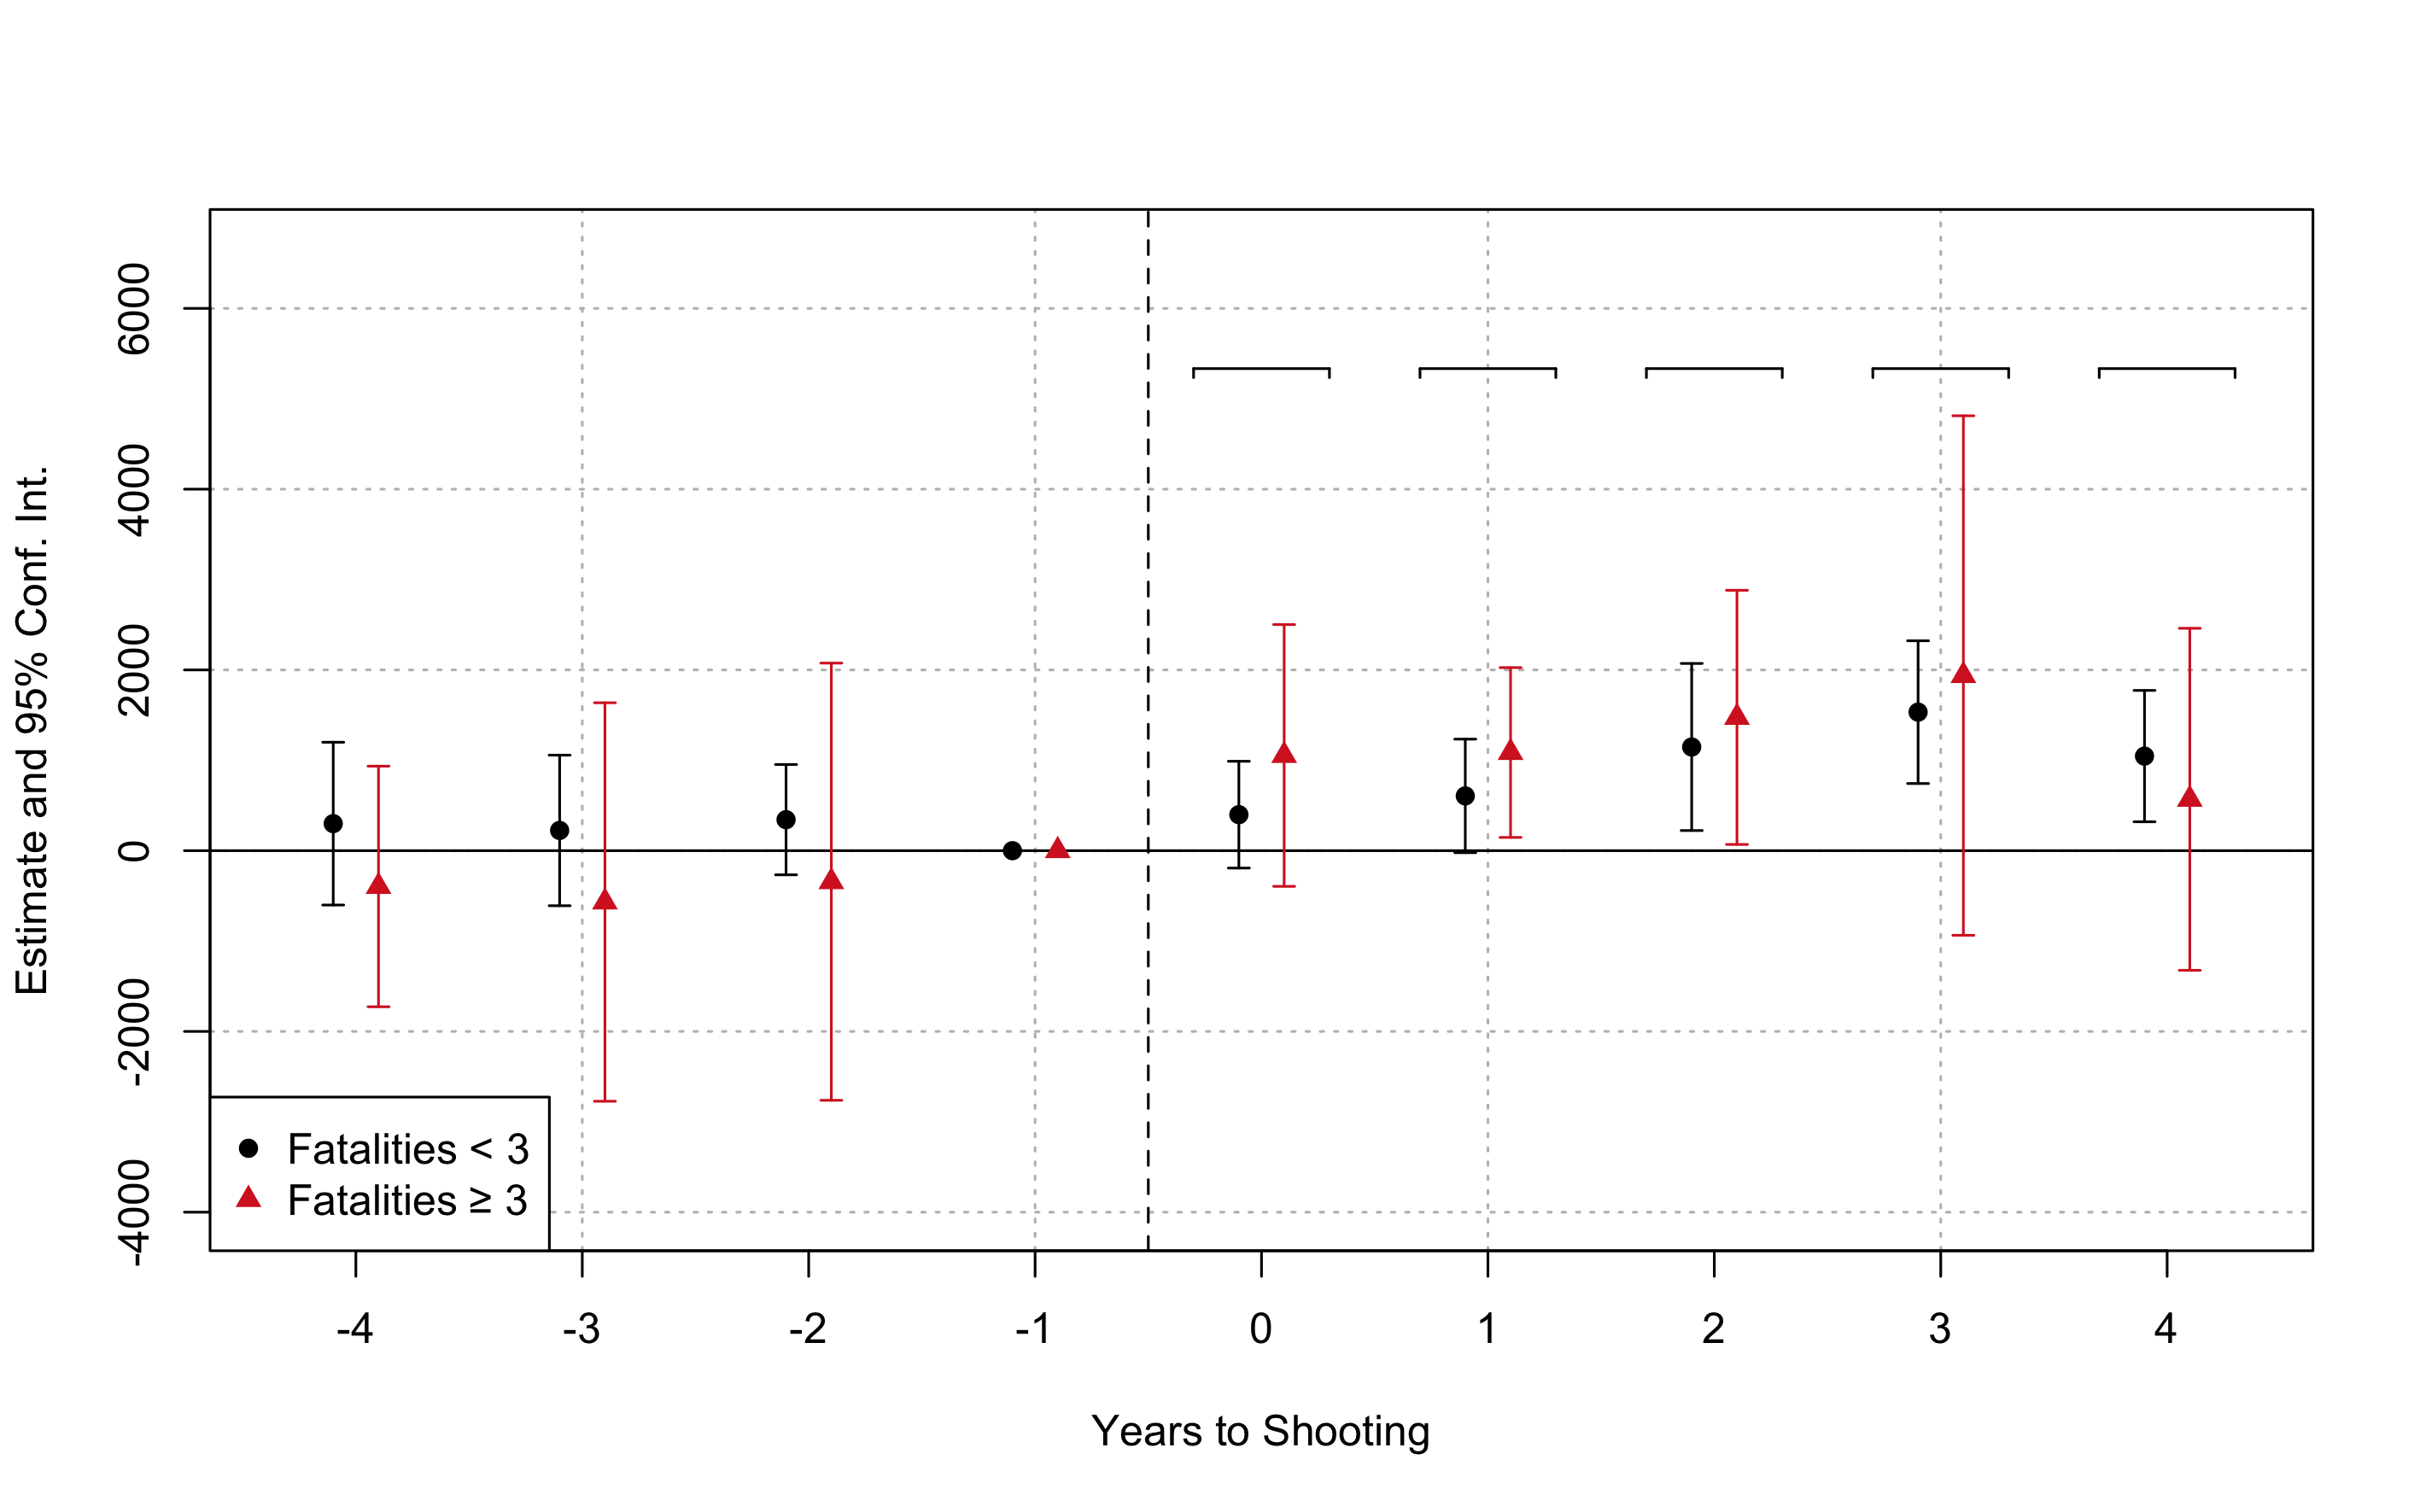 Estimate and 95% Conf. Int.
6000
4000
2000
0
-2000
-4000
Fatalities < 3
Fatalities ≥ 3
-4 -3 -2 -1 0 1 2 3 4
Years to Shooting